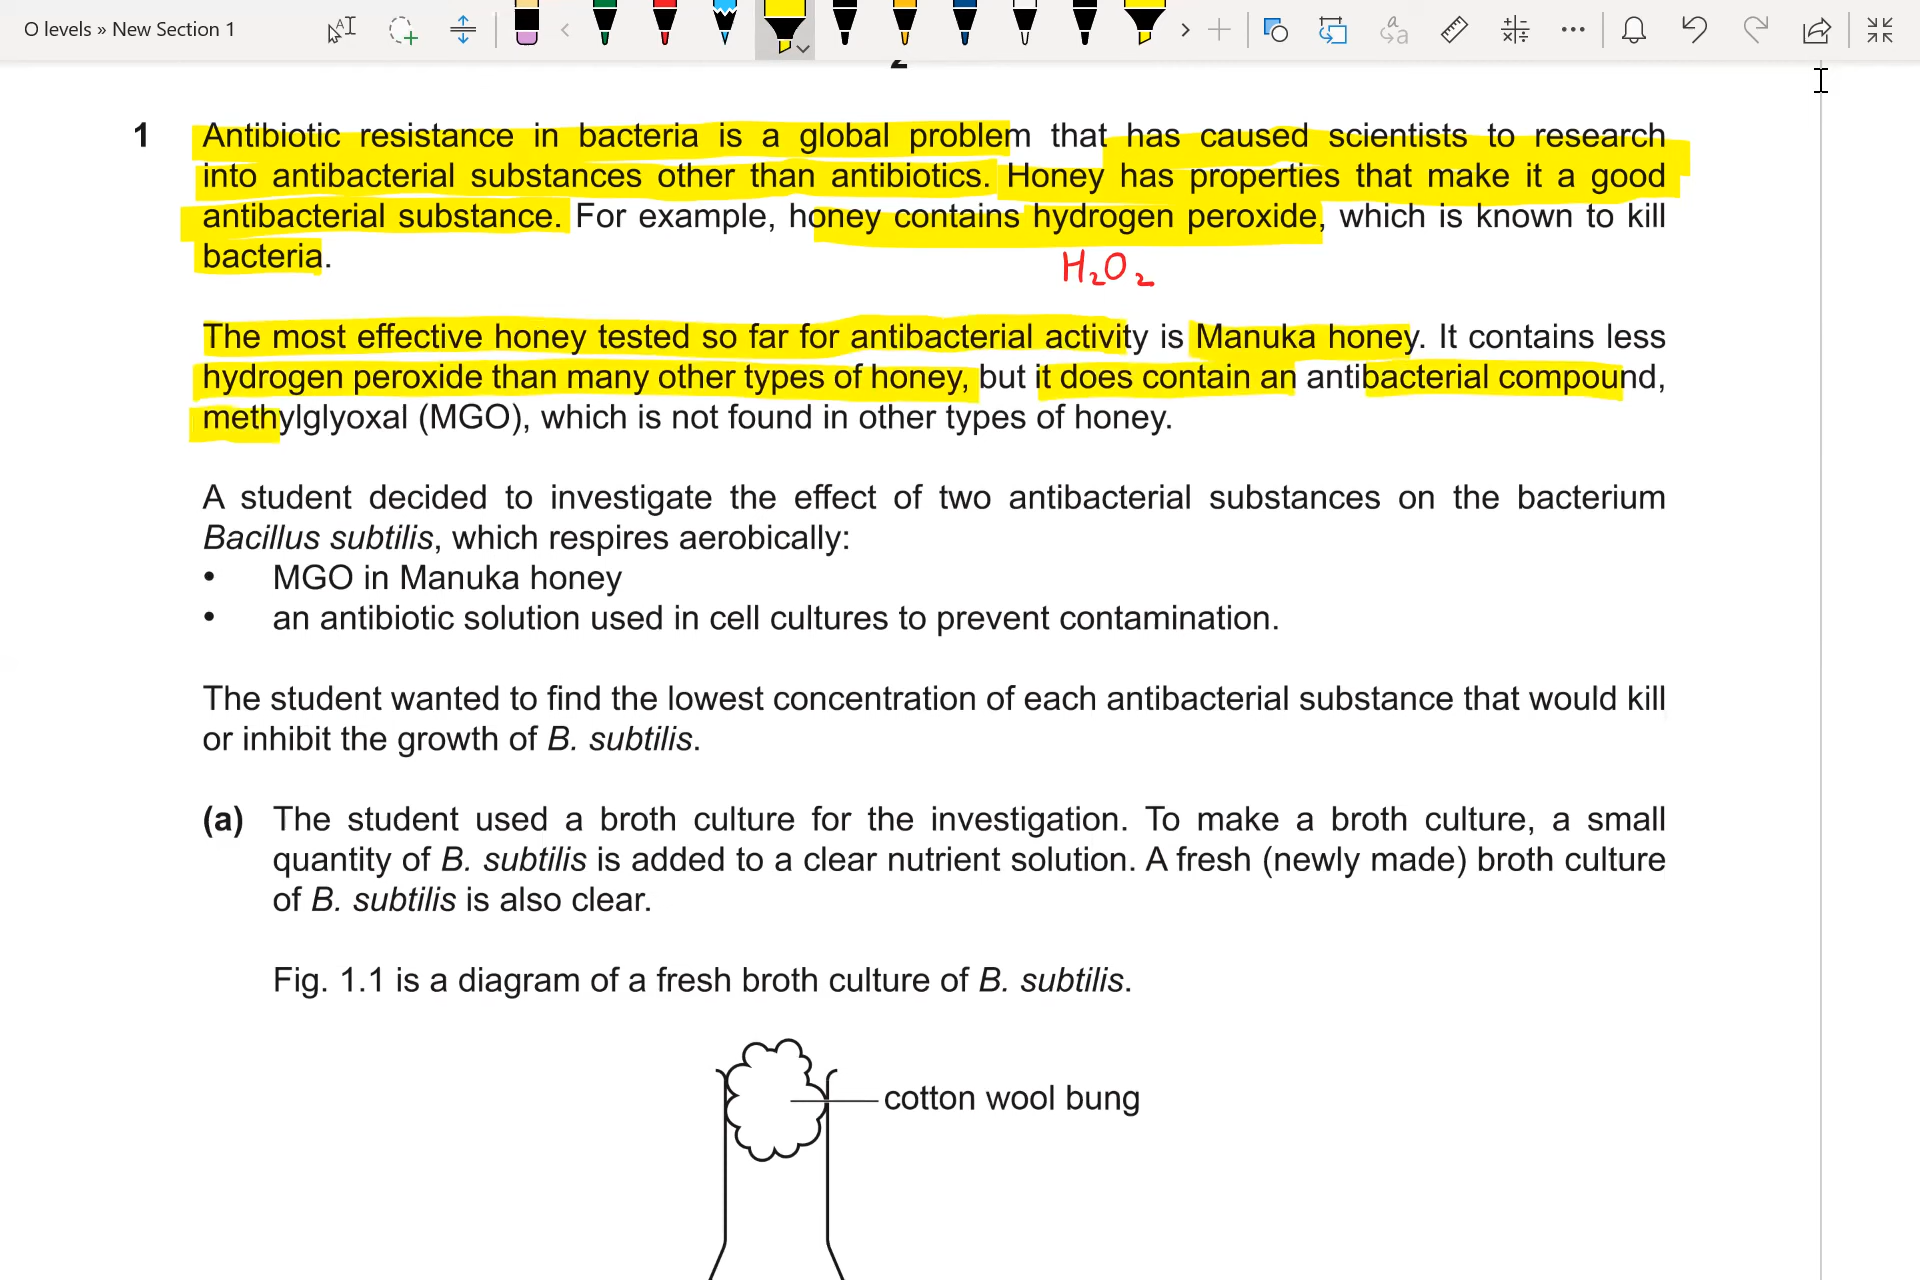 O levels » New Section 1
1 Antibiotic resistance in bacteria is a global problem that has caused scientists to research
into antibacterial substances other than antibiotics. Honey has properties that make it a good
antibacterial substance. For example, honey contains hydrogen peroxide, which is known to kill
bacteria.
H₂O₂
The most effective honey tested so far for antibacterial activity is Manuka honey. It contains less
hydrogen peroxide than many other types of honey, but it does contain an antibacterial compound,
methylglyoxal (MGO), which is not found in other types of honey.
A student decided to investigate the effect of two antibacterial substances on the bacterium
Bacillus subtilis, which respires aerobically:
• MGO in Manuka honey
• an antibiotic solution used in cell cultures to prevent contamination.
The student wanted to find the lowest concentration of each antibacterial substance that would kill
or inhibit the growth of B. subtilis.
(a) The student used a broth culture for the investigation. To make a broth culture, a small
quantity of B. subtilis is added to a clear nutrient solution. A fresh (newly made) broth culture
of B. subtilis is also clear.
Fig. 1.1 is a diagram of a fresh broth culture of B. subtilis.
cotton wool bung